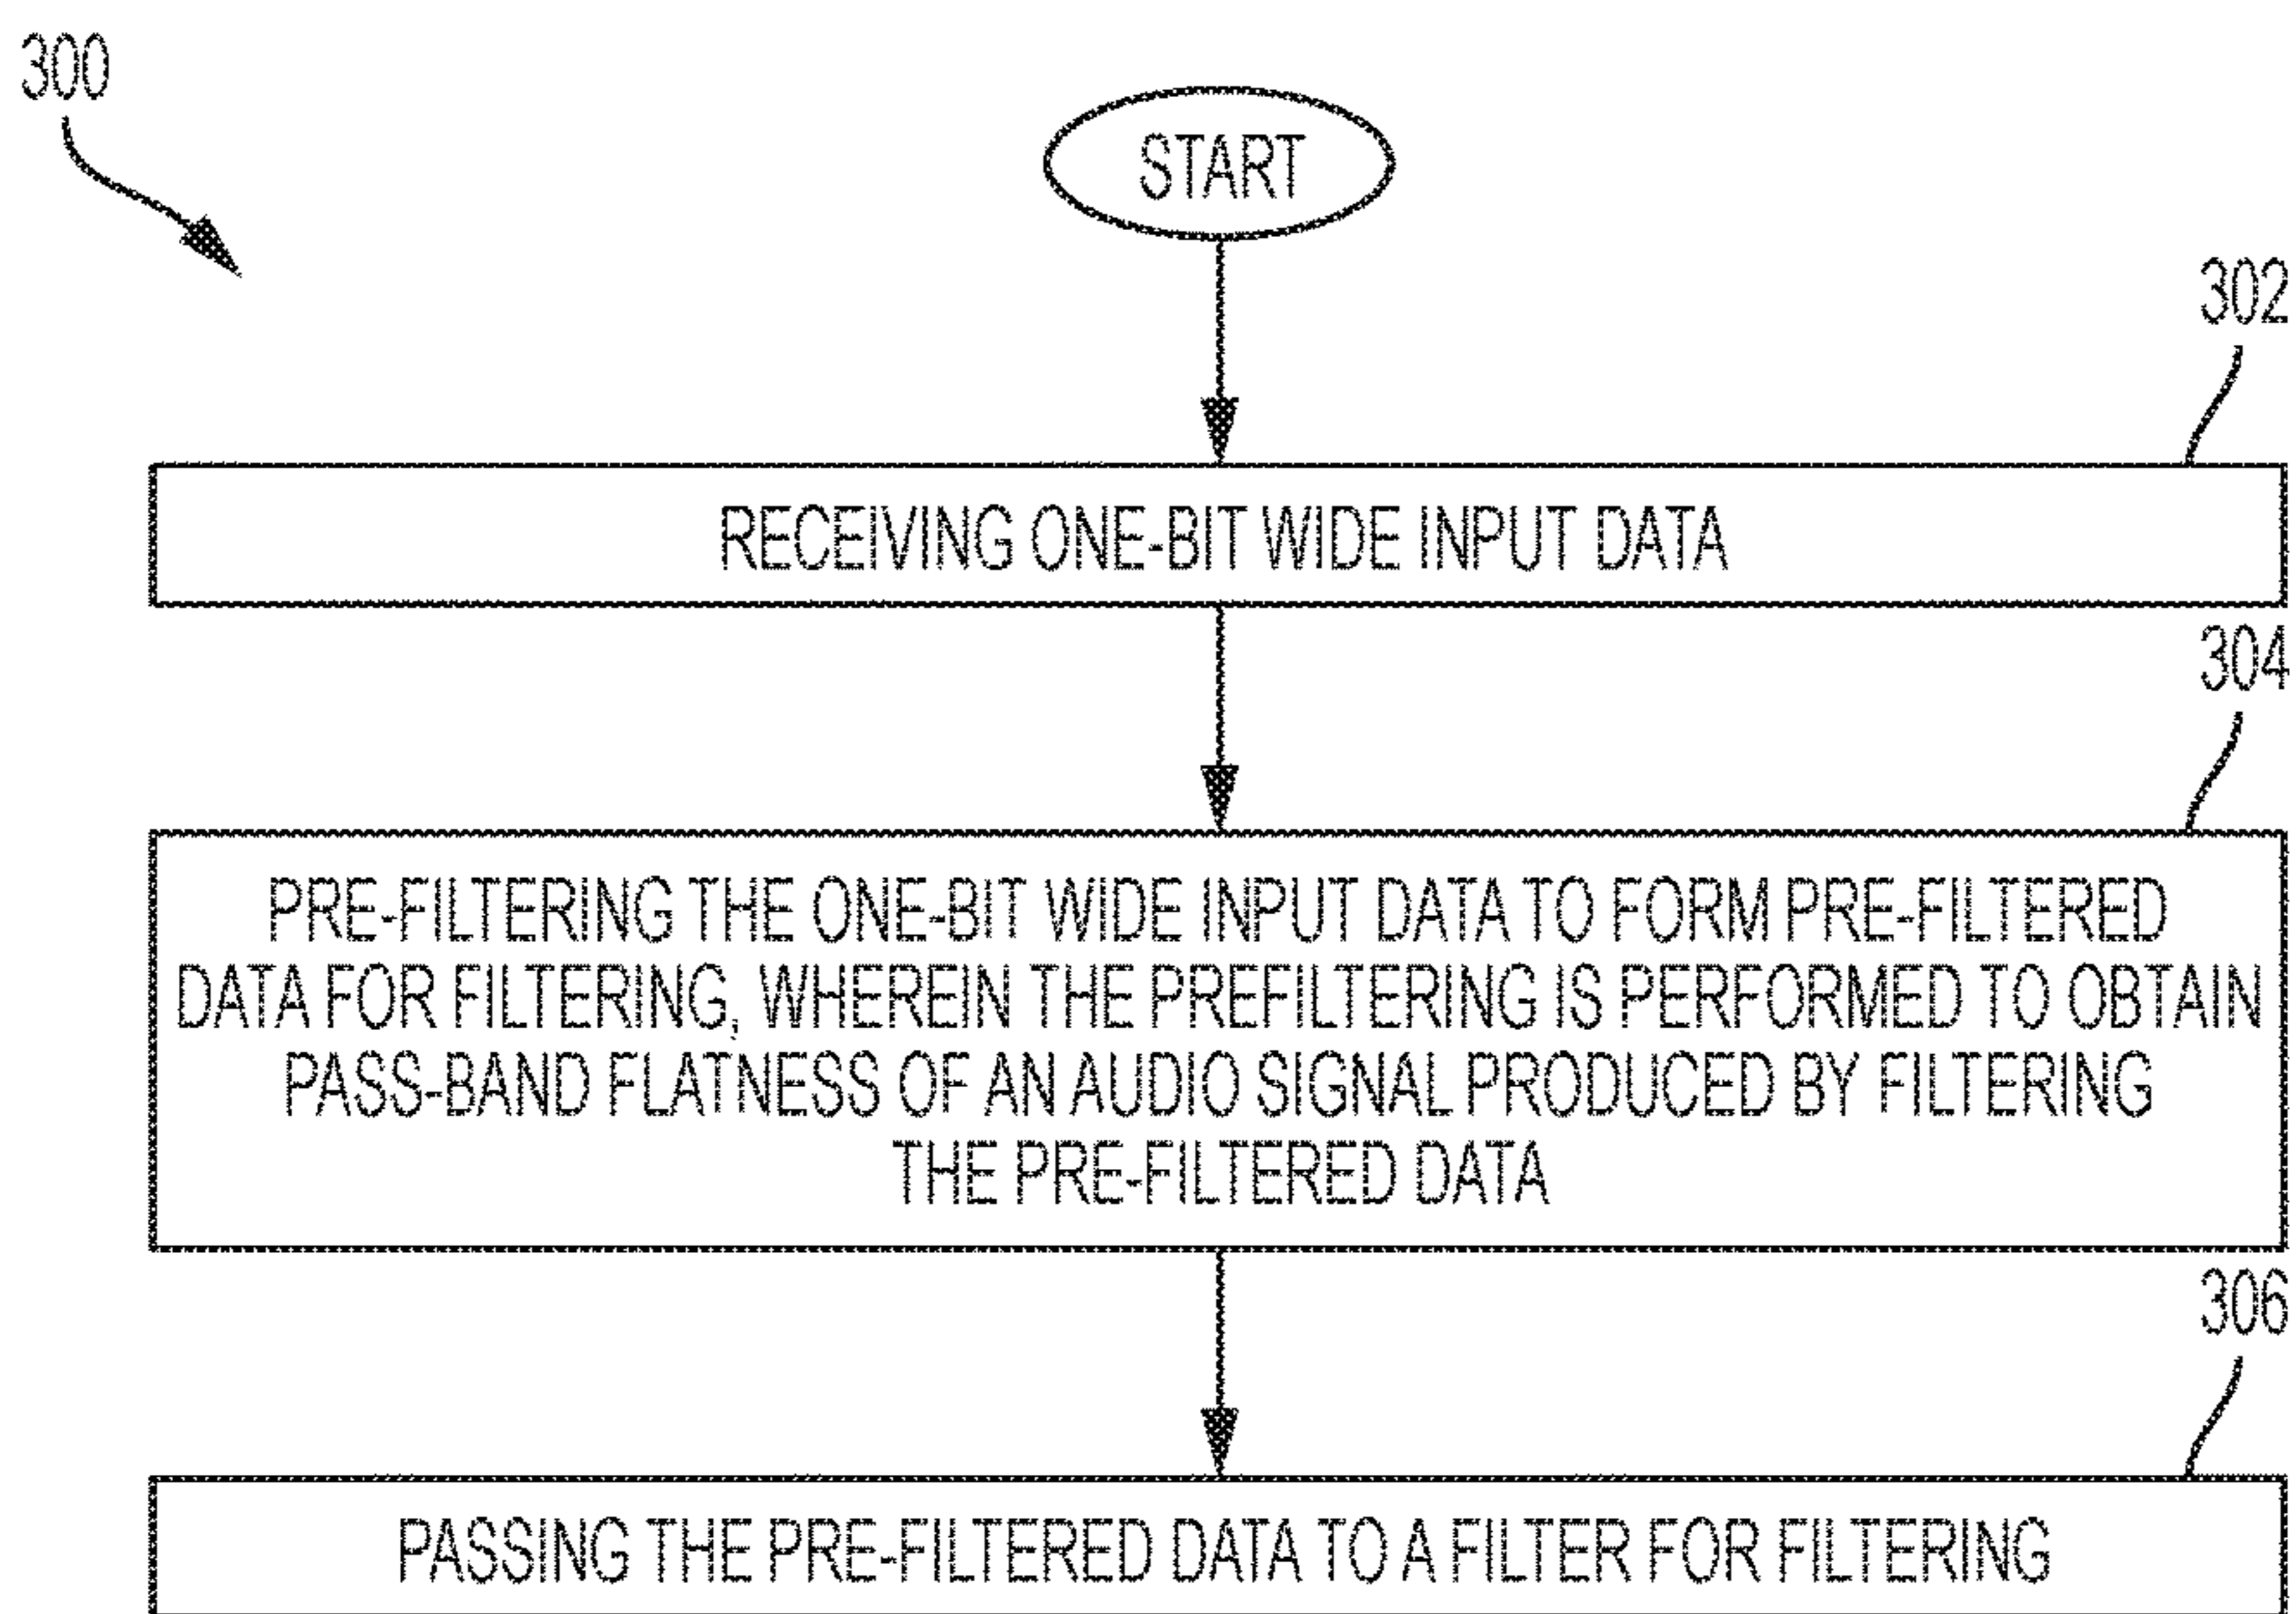 300
START
302
RECEIVING ONE-BIT WIDE INPUT DATA
304
PRE-FILTERING THE ONE-BIT WIDE INPUT DATA TO FORM PRE-FILTERED
DATA FOR FILTERING, WHEREIN THE PREFILTERING IS PERFORMED TO OBTAIN
PASS-BAND FLATNESS OF AN AUDIO SIGNAL PRODUCED BY FILTERING
THE PRE-FILTERED DATA
306
PASSING THE PRE-FILTERED DATA TO A FILTER FOR FILTERING